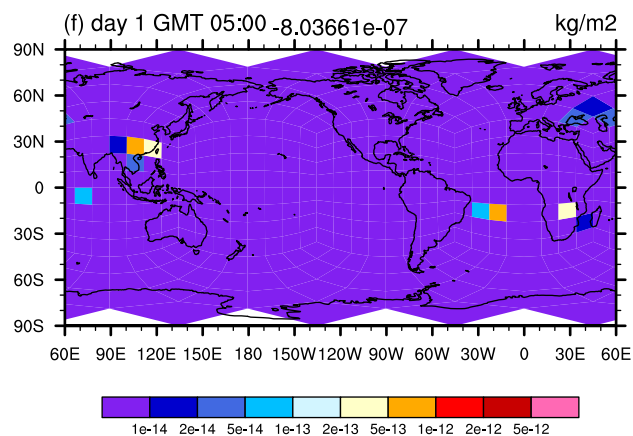 (f) day 1 GMT 05:00 -8.03661e-07 kg/m2
90N
60N
30N
0
30S
60S
90S
60E 90E 120E 150E 180 150W 120W 90W 60W 30W 0 30E 60E
1e-14 2e-14 5e-14 1e-13 2e-13 5e-13 1e-12 2e-12 5e-12